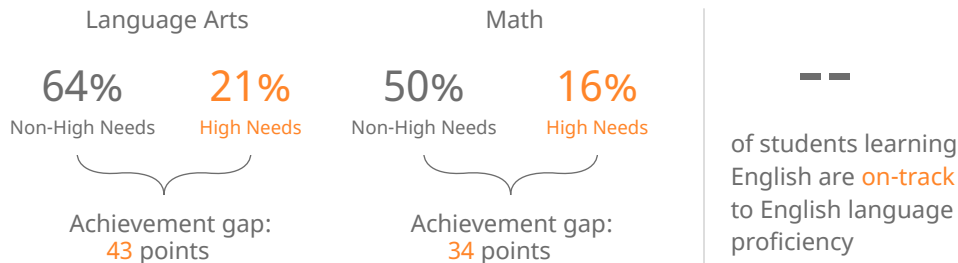 Language Arts
64% 21%
Non-High Needs High Needs
Achievement gap:
43 points
Math
50% 16%
Non-High Needs High Needs
Achievement gap:
34 points
--
of students learning
English are on-track
to English language
proficiency